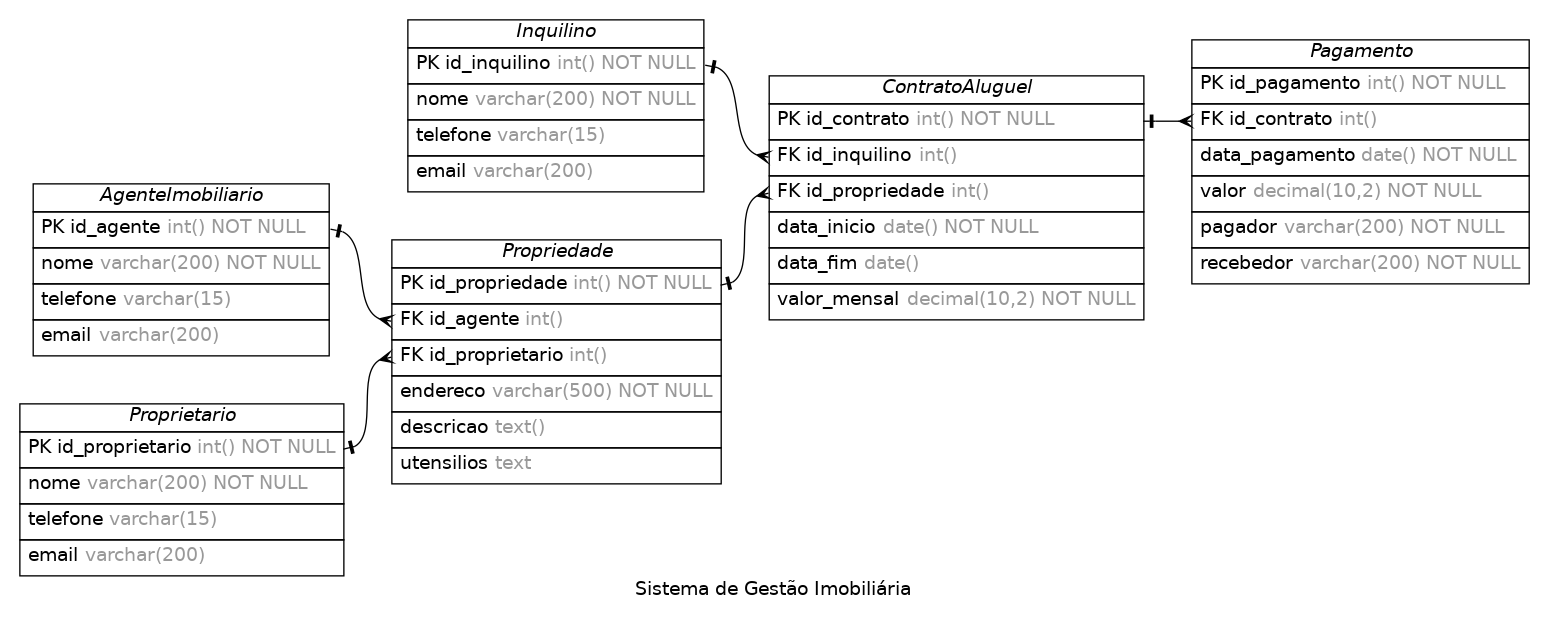 Inquilino
PK id_inquilino int() NOT NULL
nome varchar(200) NOT NULL
telefone varchar(15)
email varchar(200)
ContratoAluguel
PK id_contrato int() NOT NULL
FK id_inquilino int()
FK id_propriedade int()
data_inicio date() NOT NULL
data_fim date()
valor_mensal decimal(10,2) NOT NULL
Pagamento
PK id_pagamento int() NOT NULL
FK id_contrato int()
data_pagamento date() NOT NULL
valor decimal(10,2) NOT NULL
pagador varchar(200) NOT NULL
recebedor varchar(200) NOT NULL
AgenteImobiliario
PK id_agente int() NOT NULL
nome varchar(200) NOT NULL
telefone varchar(15)
email varchar(200)
Propriedade
PK id_propriedade int() NOT NULL
FK id_agente int()
FK id_proprietario int()
endereco varchar(500) NOT NULL
descricao text()
utensilios text
Proprietario
PK id_proprietario int() NOT NULL
nome varchar(200) NOT NULL
telefone varchar(15)
email varchar(200)
Sistema de Gestão Imobiliária